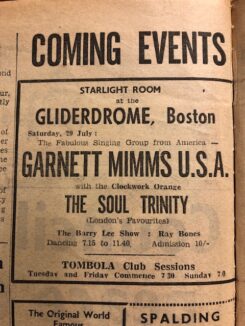 COMING EVENTS
STARLIGHT ROOM
at the
GLIDERDROME, Boston
Saturday, 29 July :
The Fabulous Singing Group from America —
GARNETT MIMMS U.S.A.
with the Clockwork Orange
THE SOUL TRINITY
(London's Favourites)
The Barry Lee Show : Ray Bones
Dancing 7.15 to 11.40. Admission 10/-
TOMBOLA Club Sessions
Tuesday and Friday Commence 7.30 Sunday 7.0
The Original World
Famous
SPALDING